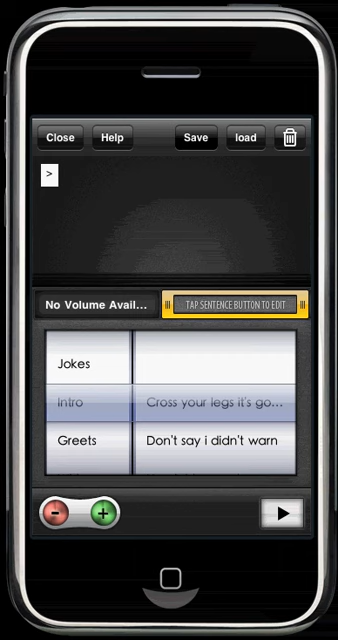 Close Help Save load
>
No Volume Avail... TAP SENTENCE BUTTON TO EDIT
Jokes
Intro Cross your legs it's go...
Greets Don't say i didn't warn
- +